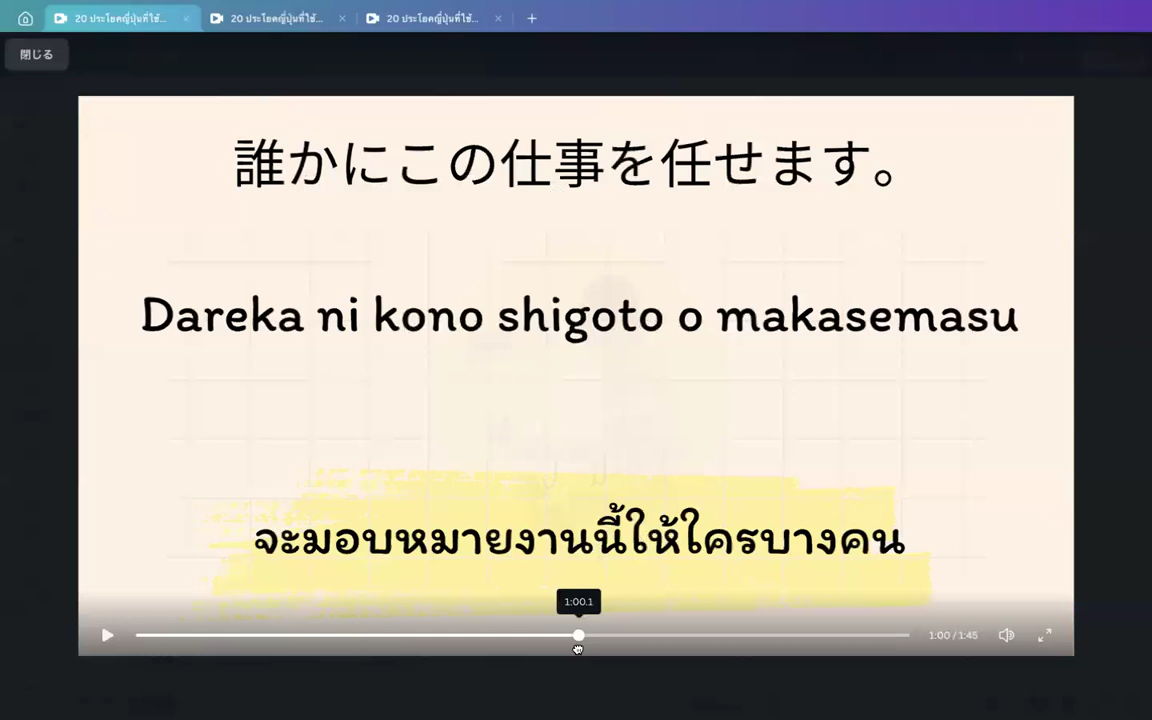 20 ประโยคญี่ปุ่นที่ใช้...
20 ประโยคญี่ปุ่นที่ใช้...
20 ประโยคญี่ปุ่นที่ใช้...
閉じる
誰かにこの仕事を任せます。
Dareka ni kono shigoto o makasemasu
จะมอบหมายงานนี้ให้ใครบางคน
1:00.1
1:00 / 1:45